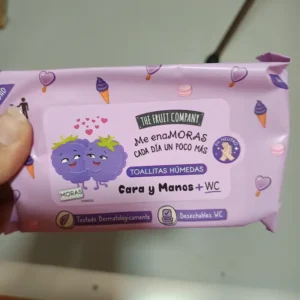 THE FRUIT COMPANY
Me enaMORAS
CADA DÍA UN POCO MÁS
TOALLITAS HÚMEDAS
MORAS
Cara y Manos + WC
Testado Dermatológicamente
Desechables WC